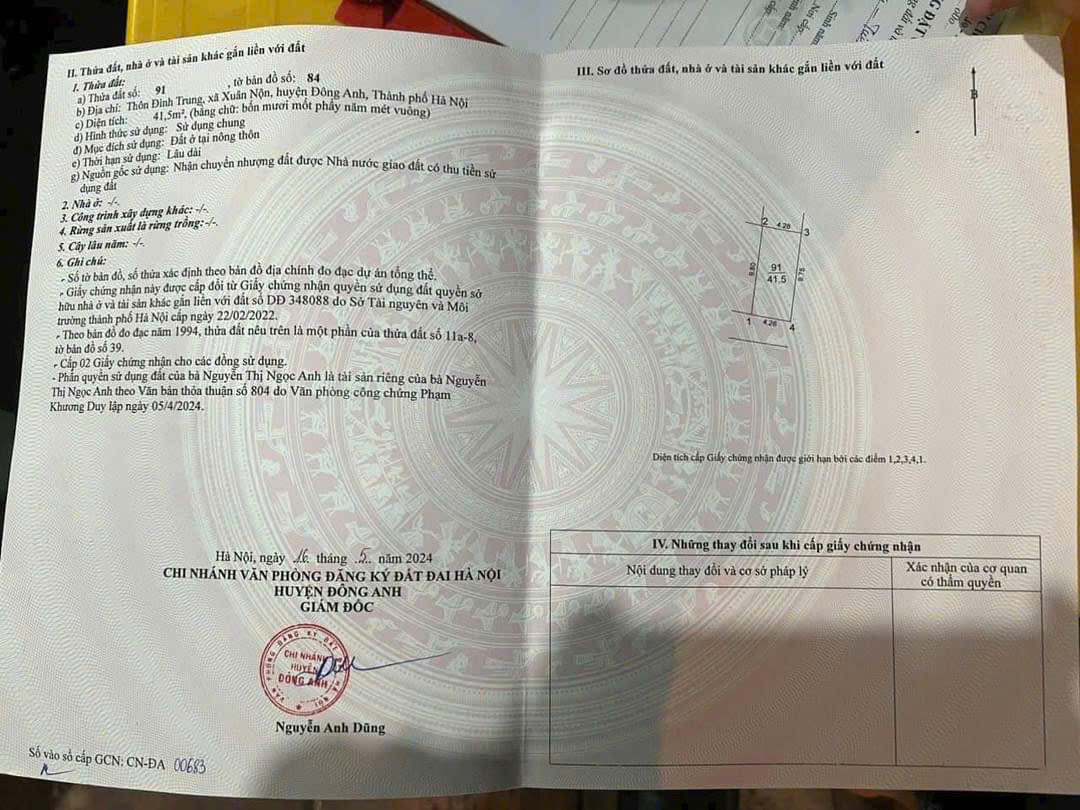 II. Thửa đất, nhà ở và tài sản khác gắn liền với đất
1. Thửa đất:
a) Thửa đất số: 91 , tờ bản đồ số: 84
b) Địa chỉ: Thôn Đình Trung, xã Xuân Nộn, huyện Đông Anh, Thành phố Hà Nội
c) Diện tích: 41,5m², (bằng chữ: bốn mươi mốt phẩy năm mét vuông)
d) Hình thức sử dụng: Sử dụng chung
đ) Mục đích sử dụng: Đất ở tại nông thôn
e) Thời hạn sử dụng: Lâu dài
g) Nguồn gốc sử dụng: Nhận chuyển nhượng đất được Nhà nước giao đất có thu tiền sử
dụng đất
2. Nhà ở: -/-.
3. Công trình xây dựng khác: -/-.
4. Rừng sản xuất là rừng trồng: -/-.
5. Cây lâu năm: -/-.
6. Ghi chú:
- Số tờ bản đồ, số thửa xác định theo bản đồ địa chính đo đạc dự án tổng thể.
- Giấy chứng nhận này được cấp đổi từ Giấy chứng nhận quyền sử dụng đất quyền sở
hữu nhà ở và tài sản khác gắn liền với đất số DĐ 348088 do Sở Tài nguyên và Môi
trường thành phố Hà Nội cấp ngày 22/02/2022.
- Theo bản đồ đo đạc năm 1994, thửa đất nêu trên là một phần của thửa đất số 11a-8,
tờ bản đồ số 39.
- Cấp 02 Giấy chứng nhận cho các đồng sử dụng.
- Phần quyền sử dụng đất của bà Nguyễn Thị Ngọc Anh là tài sản riêng của bà Nguyễn
Thị Ngọc Anh theo Văn bản thỏa thuận số 804 do Văn phòng công chứng Phạm
Khương Duy lập ngày 05/4/2024.
Hà Nội, ngày 16 tháng 5 năm 2024
CHI NHÁNH VĂN PHÒNG ĐĂNG KÝ ĐẤT ĐAI HÀ NỘI
HUYỆN ĐÔNG ANH
GIÁM ĐỐC
VĂN PHÒNG ĐĂNG KÝ ĐẤT ĐAI HÀ NỘI
CHI NHÁNH
HUYỆN
ĐÔNG ANH
Nguyễn Anh Dũng
Số vào sổ cấp GCN: CN-ĐA 00683
III. Sơ đồ thửa đất, nhà ở và tài sản khác gắn liền với đất
B
2 4.26 3
9.80 91 9.75
41.5
1 4.26 4
Diện tích cấp Giấy chứng nhận được giới hạn bởi các điểm 1,2,3,4,1.
IV. Những thay đổi sau khi cấp giấy chứng nhận
Nội dung thay đổi và cơ sở pháp lý
Xác nhận của cơ quan
có thẩm quyền